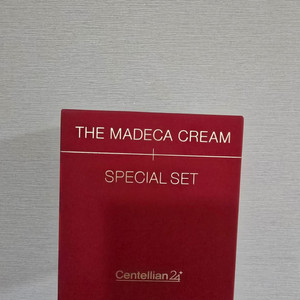 THE MADECA CREAM
SPECIAL SET
Centellian24+